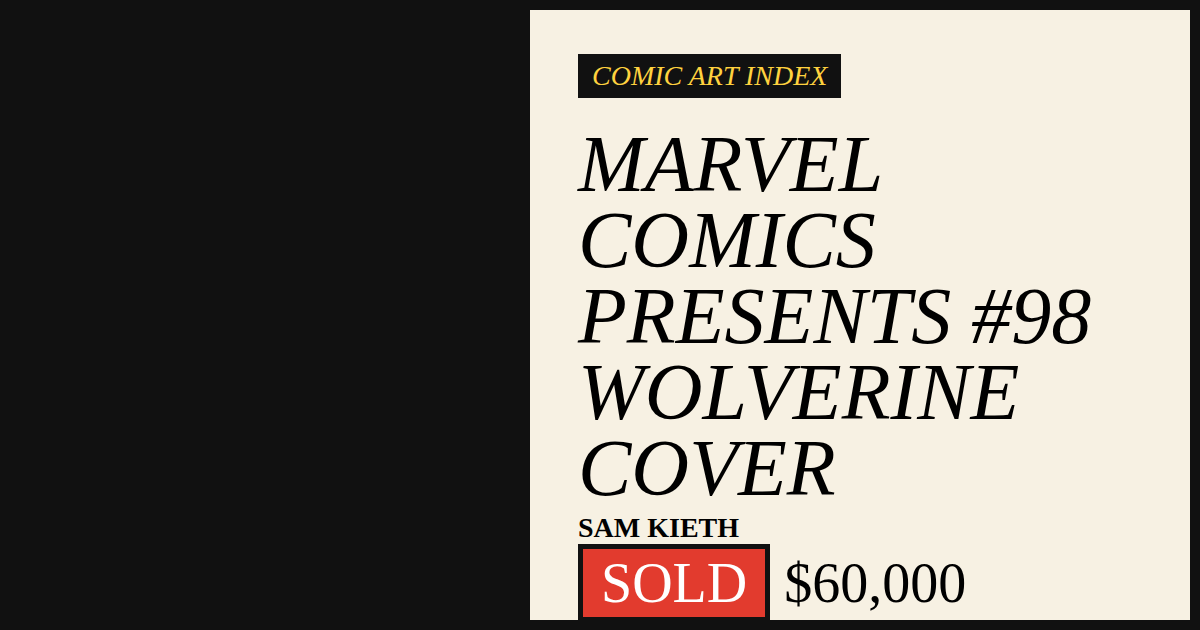 COMIC ART INDEX
MARVEL
COMICS
PRESENTS #98
WOLVERINE
COVER
SAM KIETH
SOLD $60,000